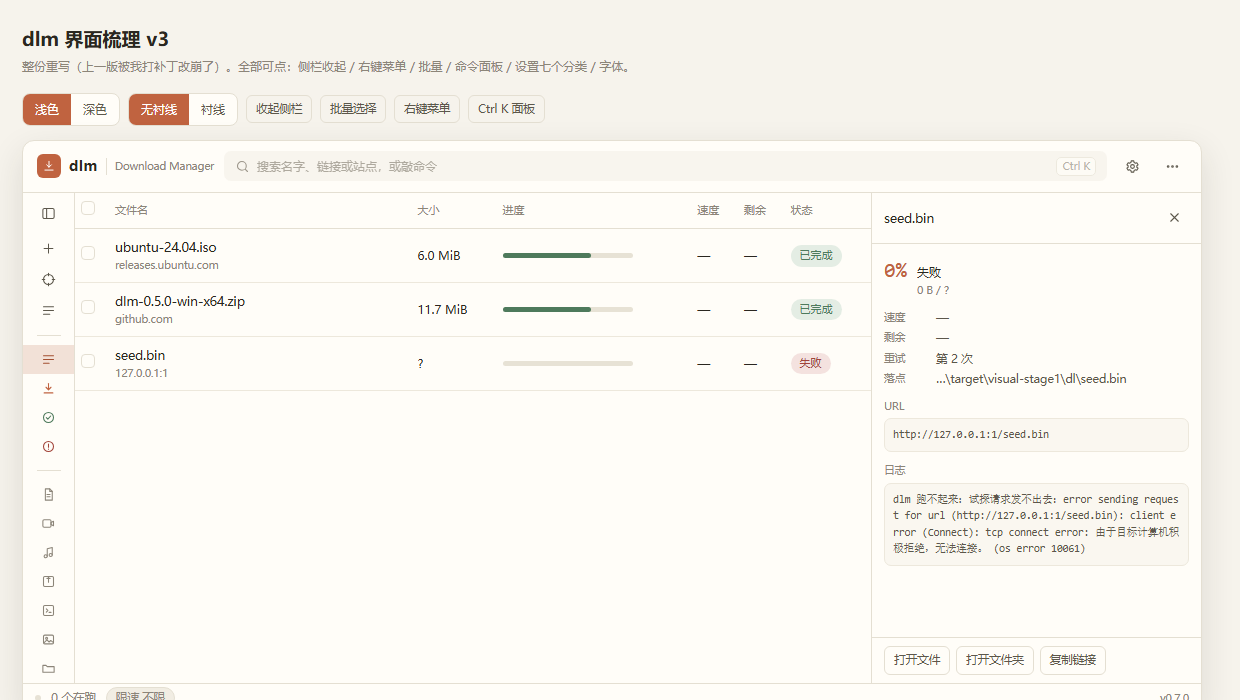 dlm 界面梳理 v3
整份重写（上一版被我打补丁改崩了）。全部可点：侧栏收起 / 右键菜单 / 批量 / 命令面板 / 设置七个分类 / 字体。
浅色 深色 无衬线 衬线 收起侧栏 批量选择 右键菜单 Ctrl K 面板
dlm Download Manager 搜索名字、链接或站点，或敲命令 Ctrl K
文件名 大小 进度 速度 剩余 状态
ubuntu-24.04.iso 6.0 MiB — — 已完成
releases.ubuntu.com
dlm-0.5.0-win-x64.zip 11.7 MiB — — 已完成
github.com
seed.bin ? — — 失败
127.0.0.1:1
seed.bin
0% 失败
0 B / ?
速度 —
剩余 —
重试 第 2 次
落点 ...\target\visual-stage1\dl\seed.bin
URL
http://127.0.0.1:1/seed.bin
日志
dlm 跑不起来: 试探请求发不出去: error sending reques
t for url (http://127.0.0.1:1/seed.bin): client e
rror (Connect): tcp connect error: 由于目标计算机积
极拒绝，无法连接。 (os error 10061)
打开文件 打开文件夹 复制链接
0 个在跑 限速 不限 v0.7.0